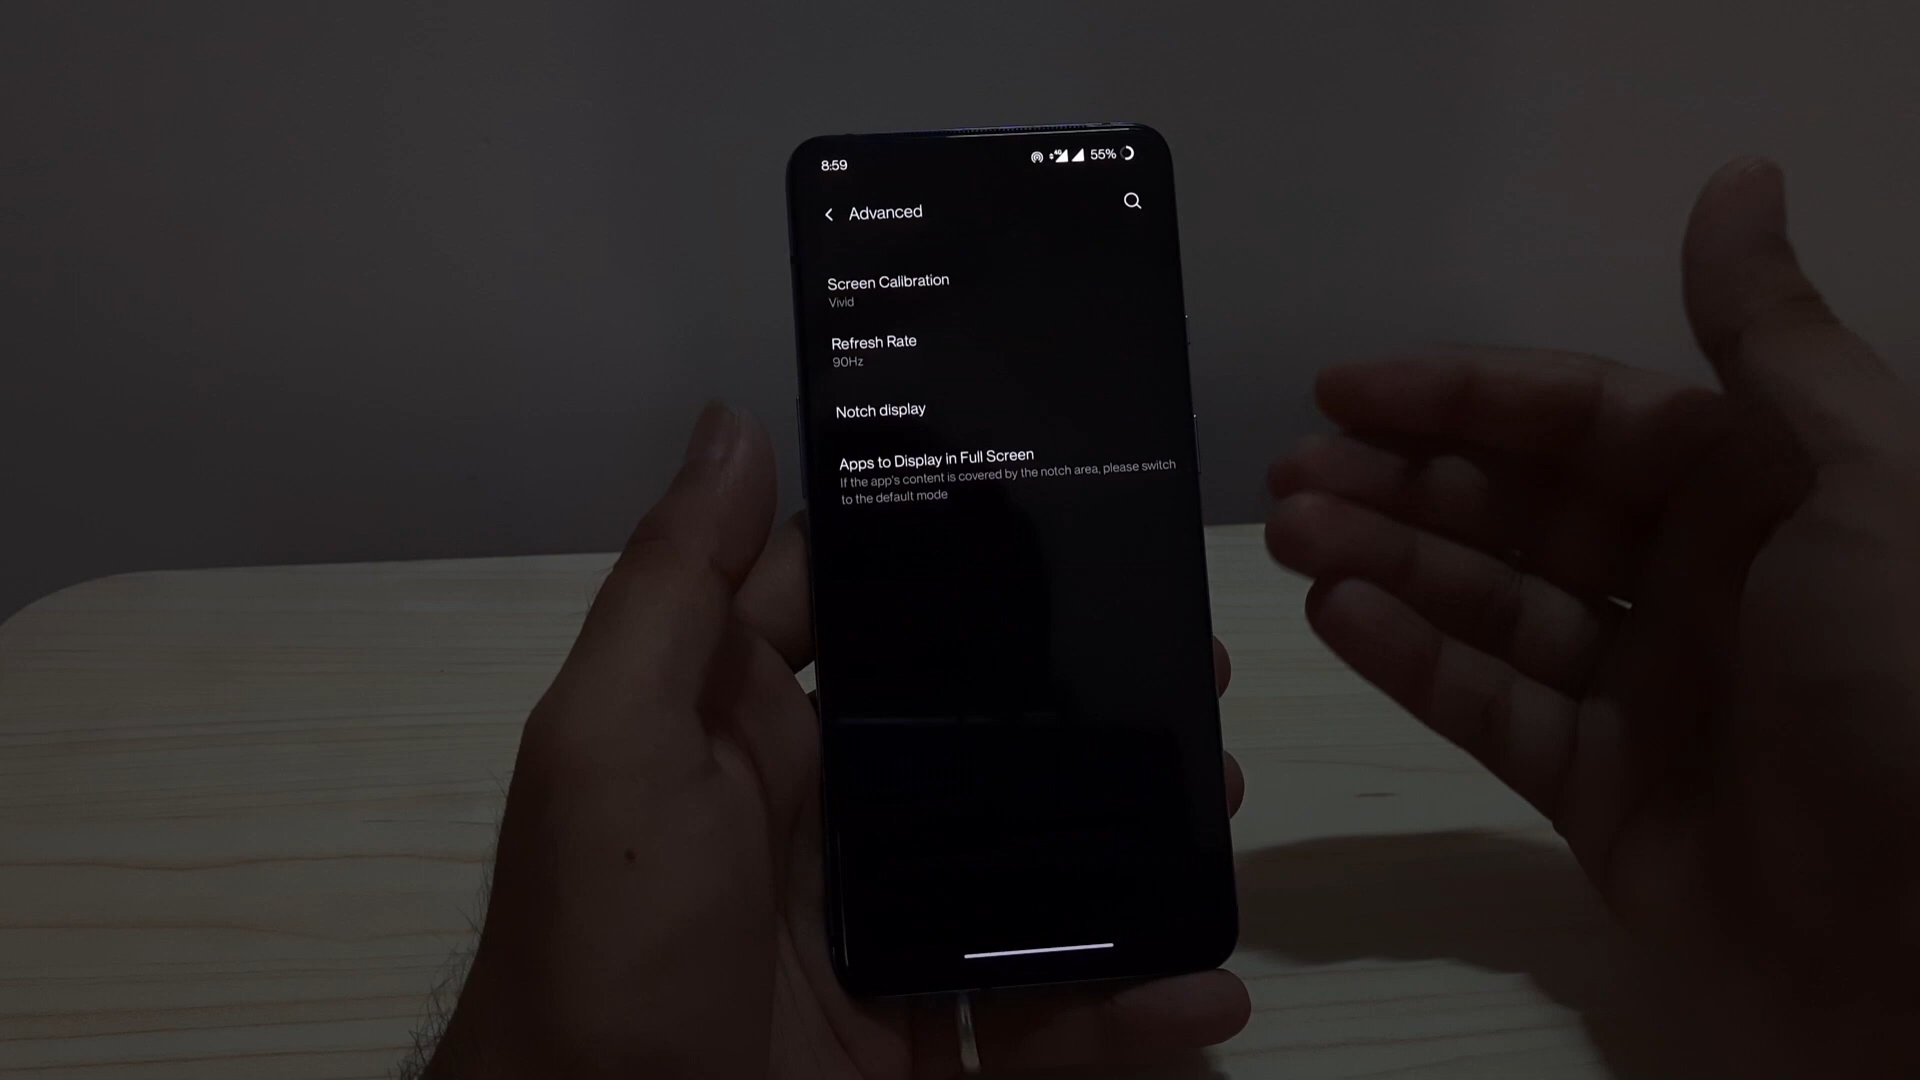 8:59
4G 55%
Advanced
Screen Calibration
Vivid
Refresh Rate
90Hz
Notch display
Apps to Display in Full Screen
If the app's content is covered by the notch area, please switch
to the default mode